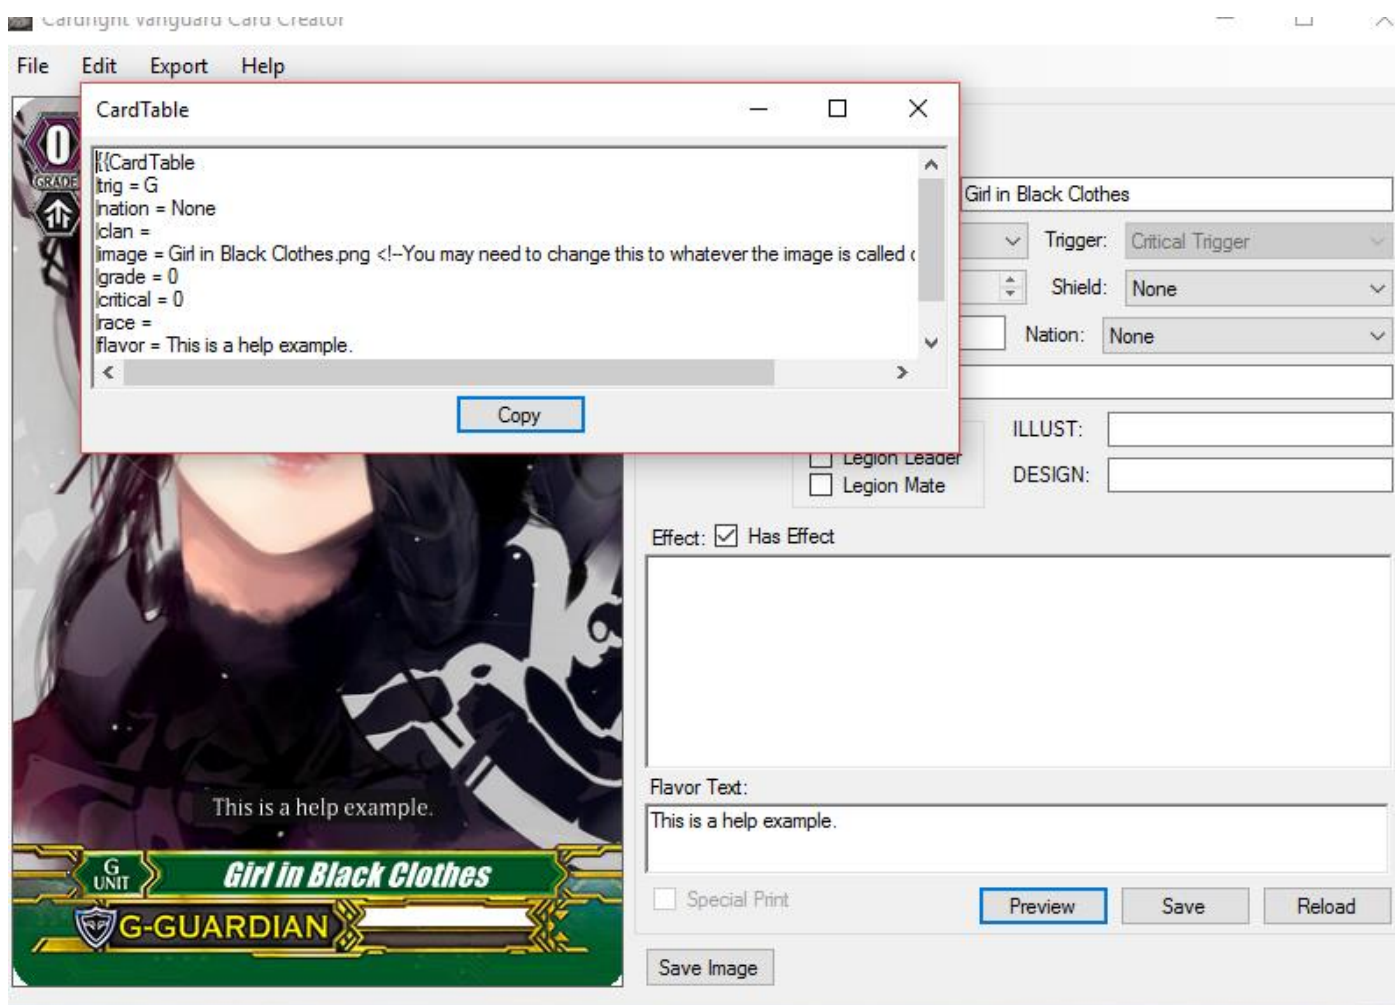 Cardfight Vanguard Card Creator
File Edit Export Help
CardTable
{{CardTable
|trig = G
|nation = None
|clan =
|image = Girl in Black Clothes.png <!--You may need to change this to whatever the image is called
|grade = 0
|critical = 0
|race =
|flavor = This is a help example.
Copy
0
GRADE
Girl in Black Clothes
Trigger: Critical Trigger
Shield: None
Nation: None
ILLUST:
Legion Leader
Legion Mate
DESIGN:
Effect: Has Effect
Flavor Text:
This is a help example.
Special Print
Preview Save Reload
Save Image
This is a help example.
G UNIT
Girl in Black Clothes
G-GUARDIAN